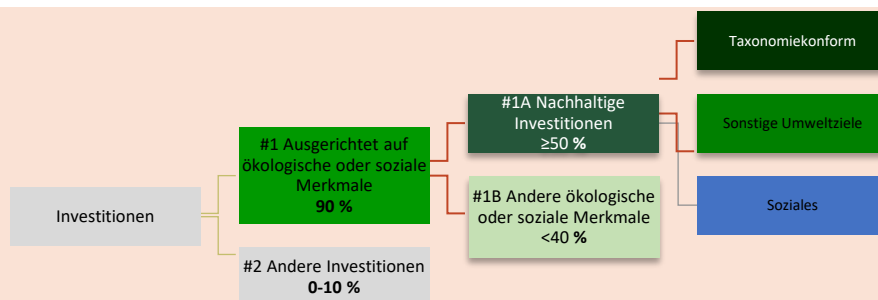 Investitionen
#1 Ausgerichtet auf
ökologische oder soziale
Merkmale
90 %
#2 Andere Investitionen
0-10 %
#1A Nachhaltige
Investitionen
≥50 %
#1B Andere ökologische
oder soziale Merkmale
<40 %
Taxonomiekonform
Sonstige Umweltziele
Soziales